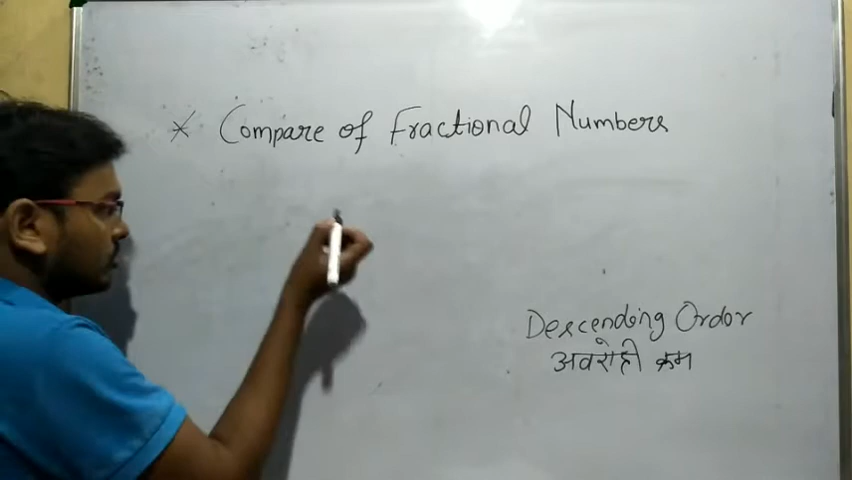 * Compare of Fractional Numbers
Descending Order
अवरोही क्रम